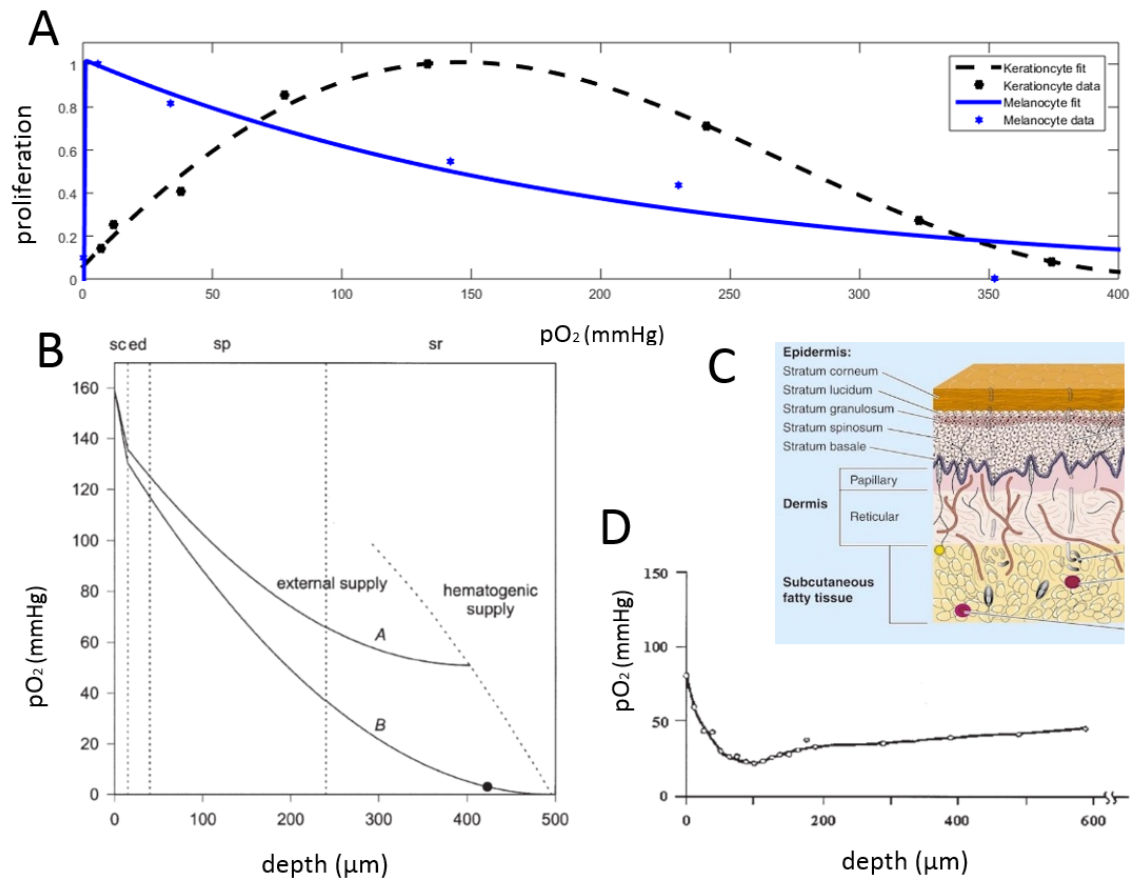 A
proliferation
1
0.8
0.6
0.4
0.2
0
0
50
100
150
200
250
300
350
400
pO2 (mmHg)
Kerationcyte fit
Kerationcyte data
Melanocyte fit
Melanocyte data
B
sc ed sp sr
pO2 (mmHg)
160
140
120
100
80
60
40
20
0
external supply
hematogenic
supply
A
B
0
100
200
300
400
500
depth (μm)
C
Epidermis:
Stratum corneum
Stratum lucidum
Stratum granulosum
Stratum spinosum
Stratum basale
Dermis
Papillary
Reticular
Subcutaneous
fatty tissue
D
pO2 (mmHg)
150
100
50
0
0
200
400
600
depth (μm)